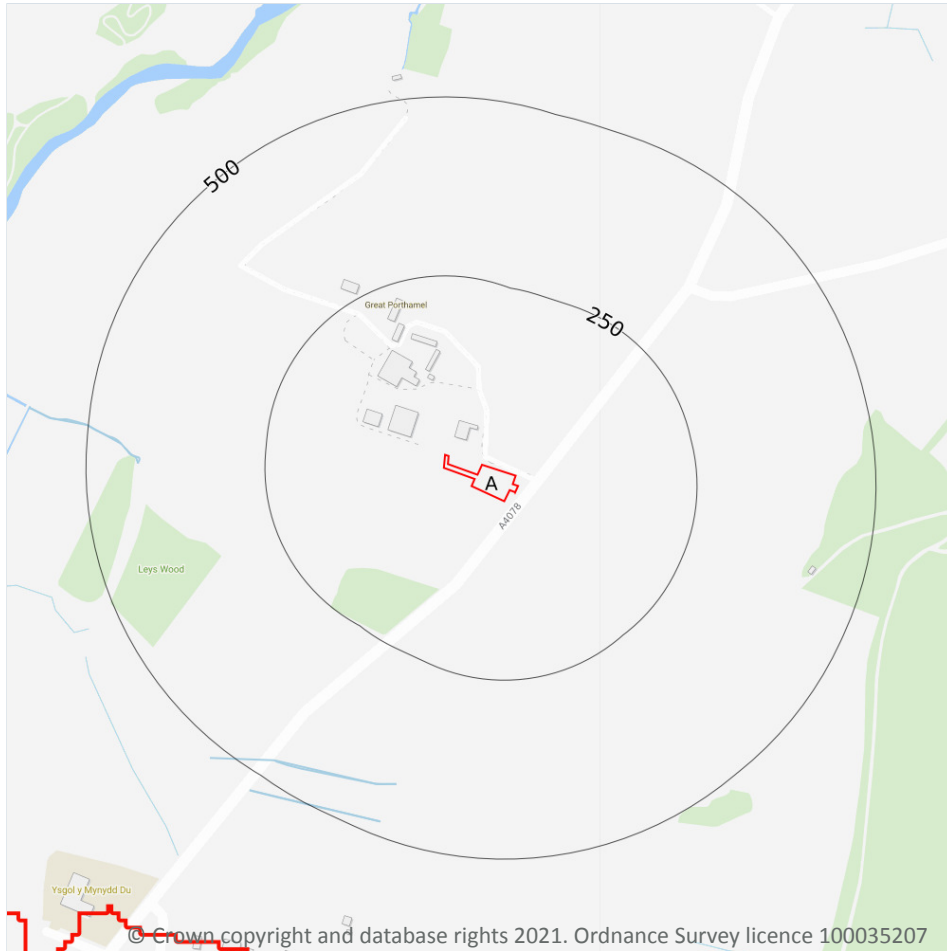 500
Great Porthamel
250
A
A4078
Leys Wood
Ysgol y Mynydd Du
© Crown copyright and database rights 2021. Ordnance Survey licence 100035207